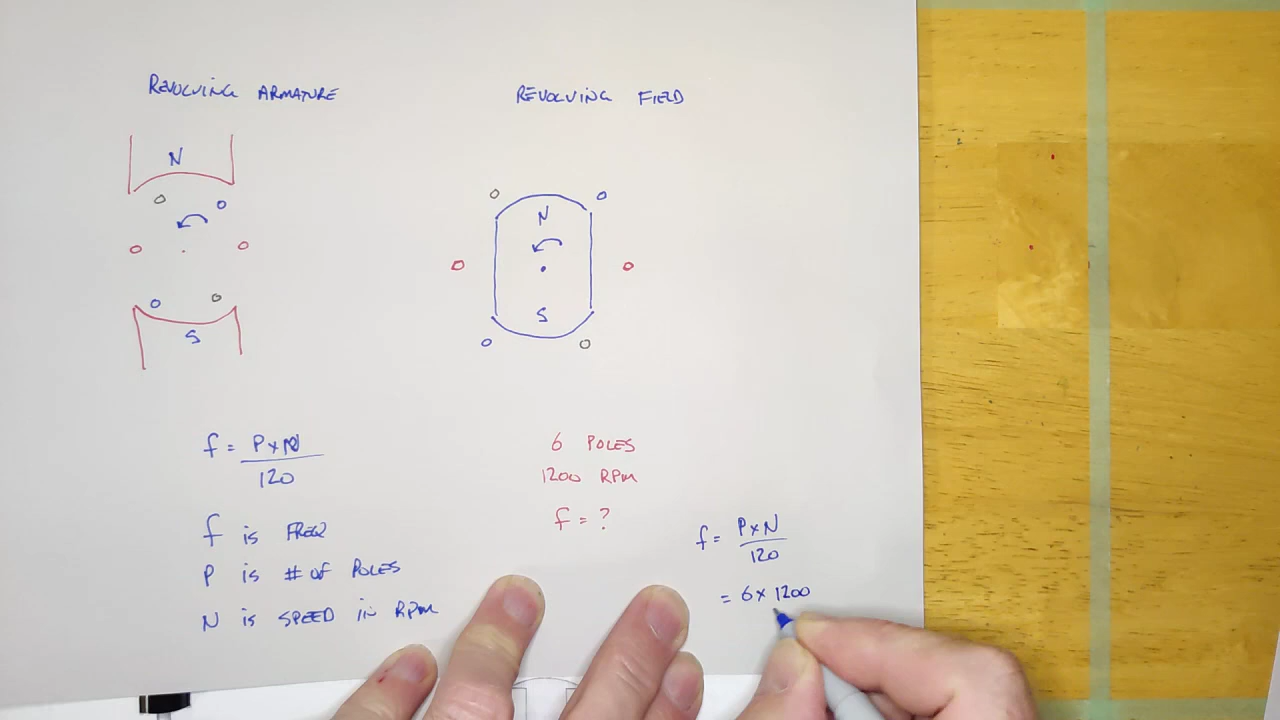 REVOLVING ARMATURE
N
S
REVOLVING FIELD
N
S
f = P x N
120
f is FREQ
P is # of POLES
N is SPEED in RPM
6 POLES
1200 RPM
f = ?
f = P x N
120
= 6 x 1200